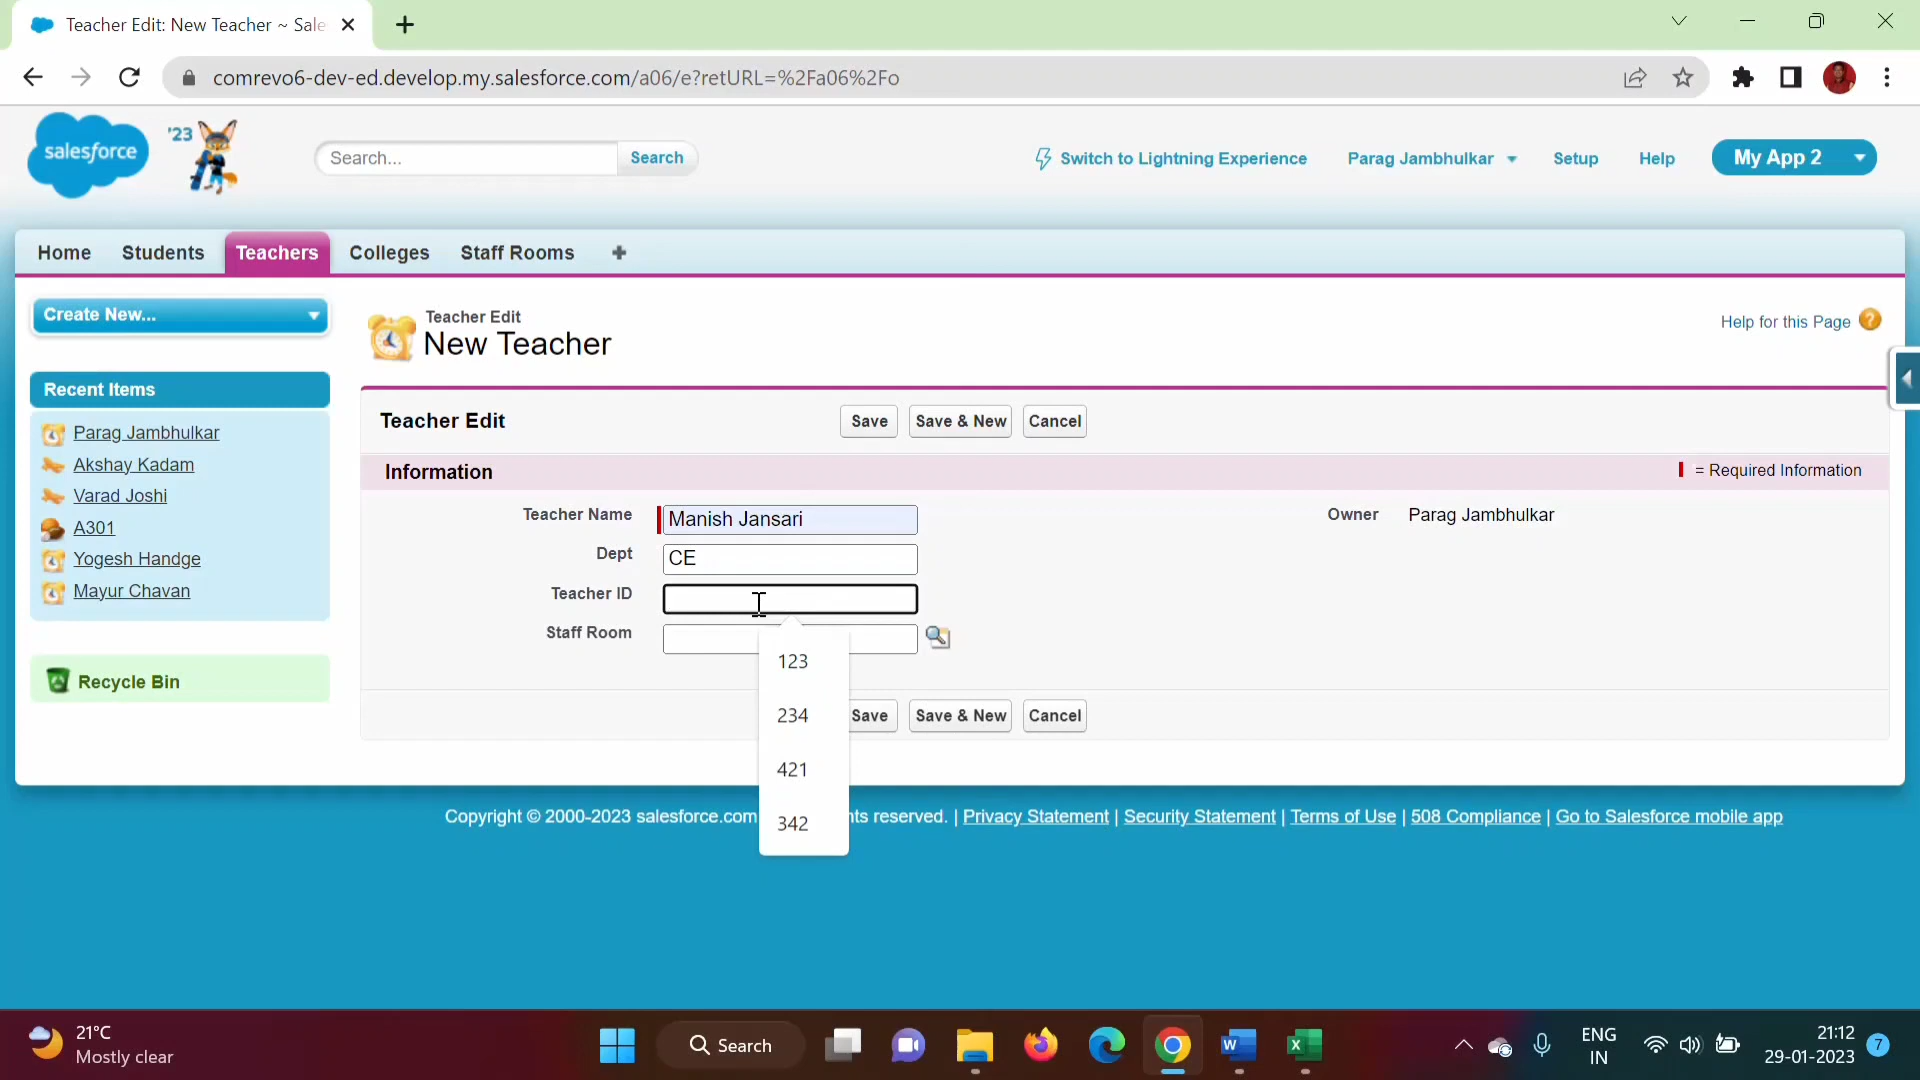 Teacher Edit: New Teacher ~ Sale
comrevo6-dev-ed.develop.my.salesforce.com/a06/e?retURL=%2Fa06%2Fo
salesforce
'23
Search...
Search
Switch to Lightning Experience
Parag Jambhulkar
Setup
Help
My App 2
Home
Students
Teachers
Colleges
Staff Rooms
Create New...
Recent Items
Parag Jambhulkar
Akshay Kadam
Varad Joshi
A301
Yogesh Handge
Mayur Chavan
Recycle Bin
Teacher Edit
New Teacher
Help for this Page
Teacher Edit
Save
Save & New
Cancel
Information
= Required Information
Teacher Name
Manish Jansari
Owner
Parag Jambhulkar
Dept
CE
Teacher ID
Staff Room
123
234
421
342
Save
Save & New
Cancel
Copyright © 2000-2023 salesforce.com
hts reserved. | Privacy Statement | Security Statement | Terms of Use | 508 Compliance | Go to Salesforce mobile app
21°C
Mostly clear
Search
ENG
IN
21:12
29-01-2023
7